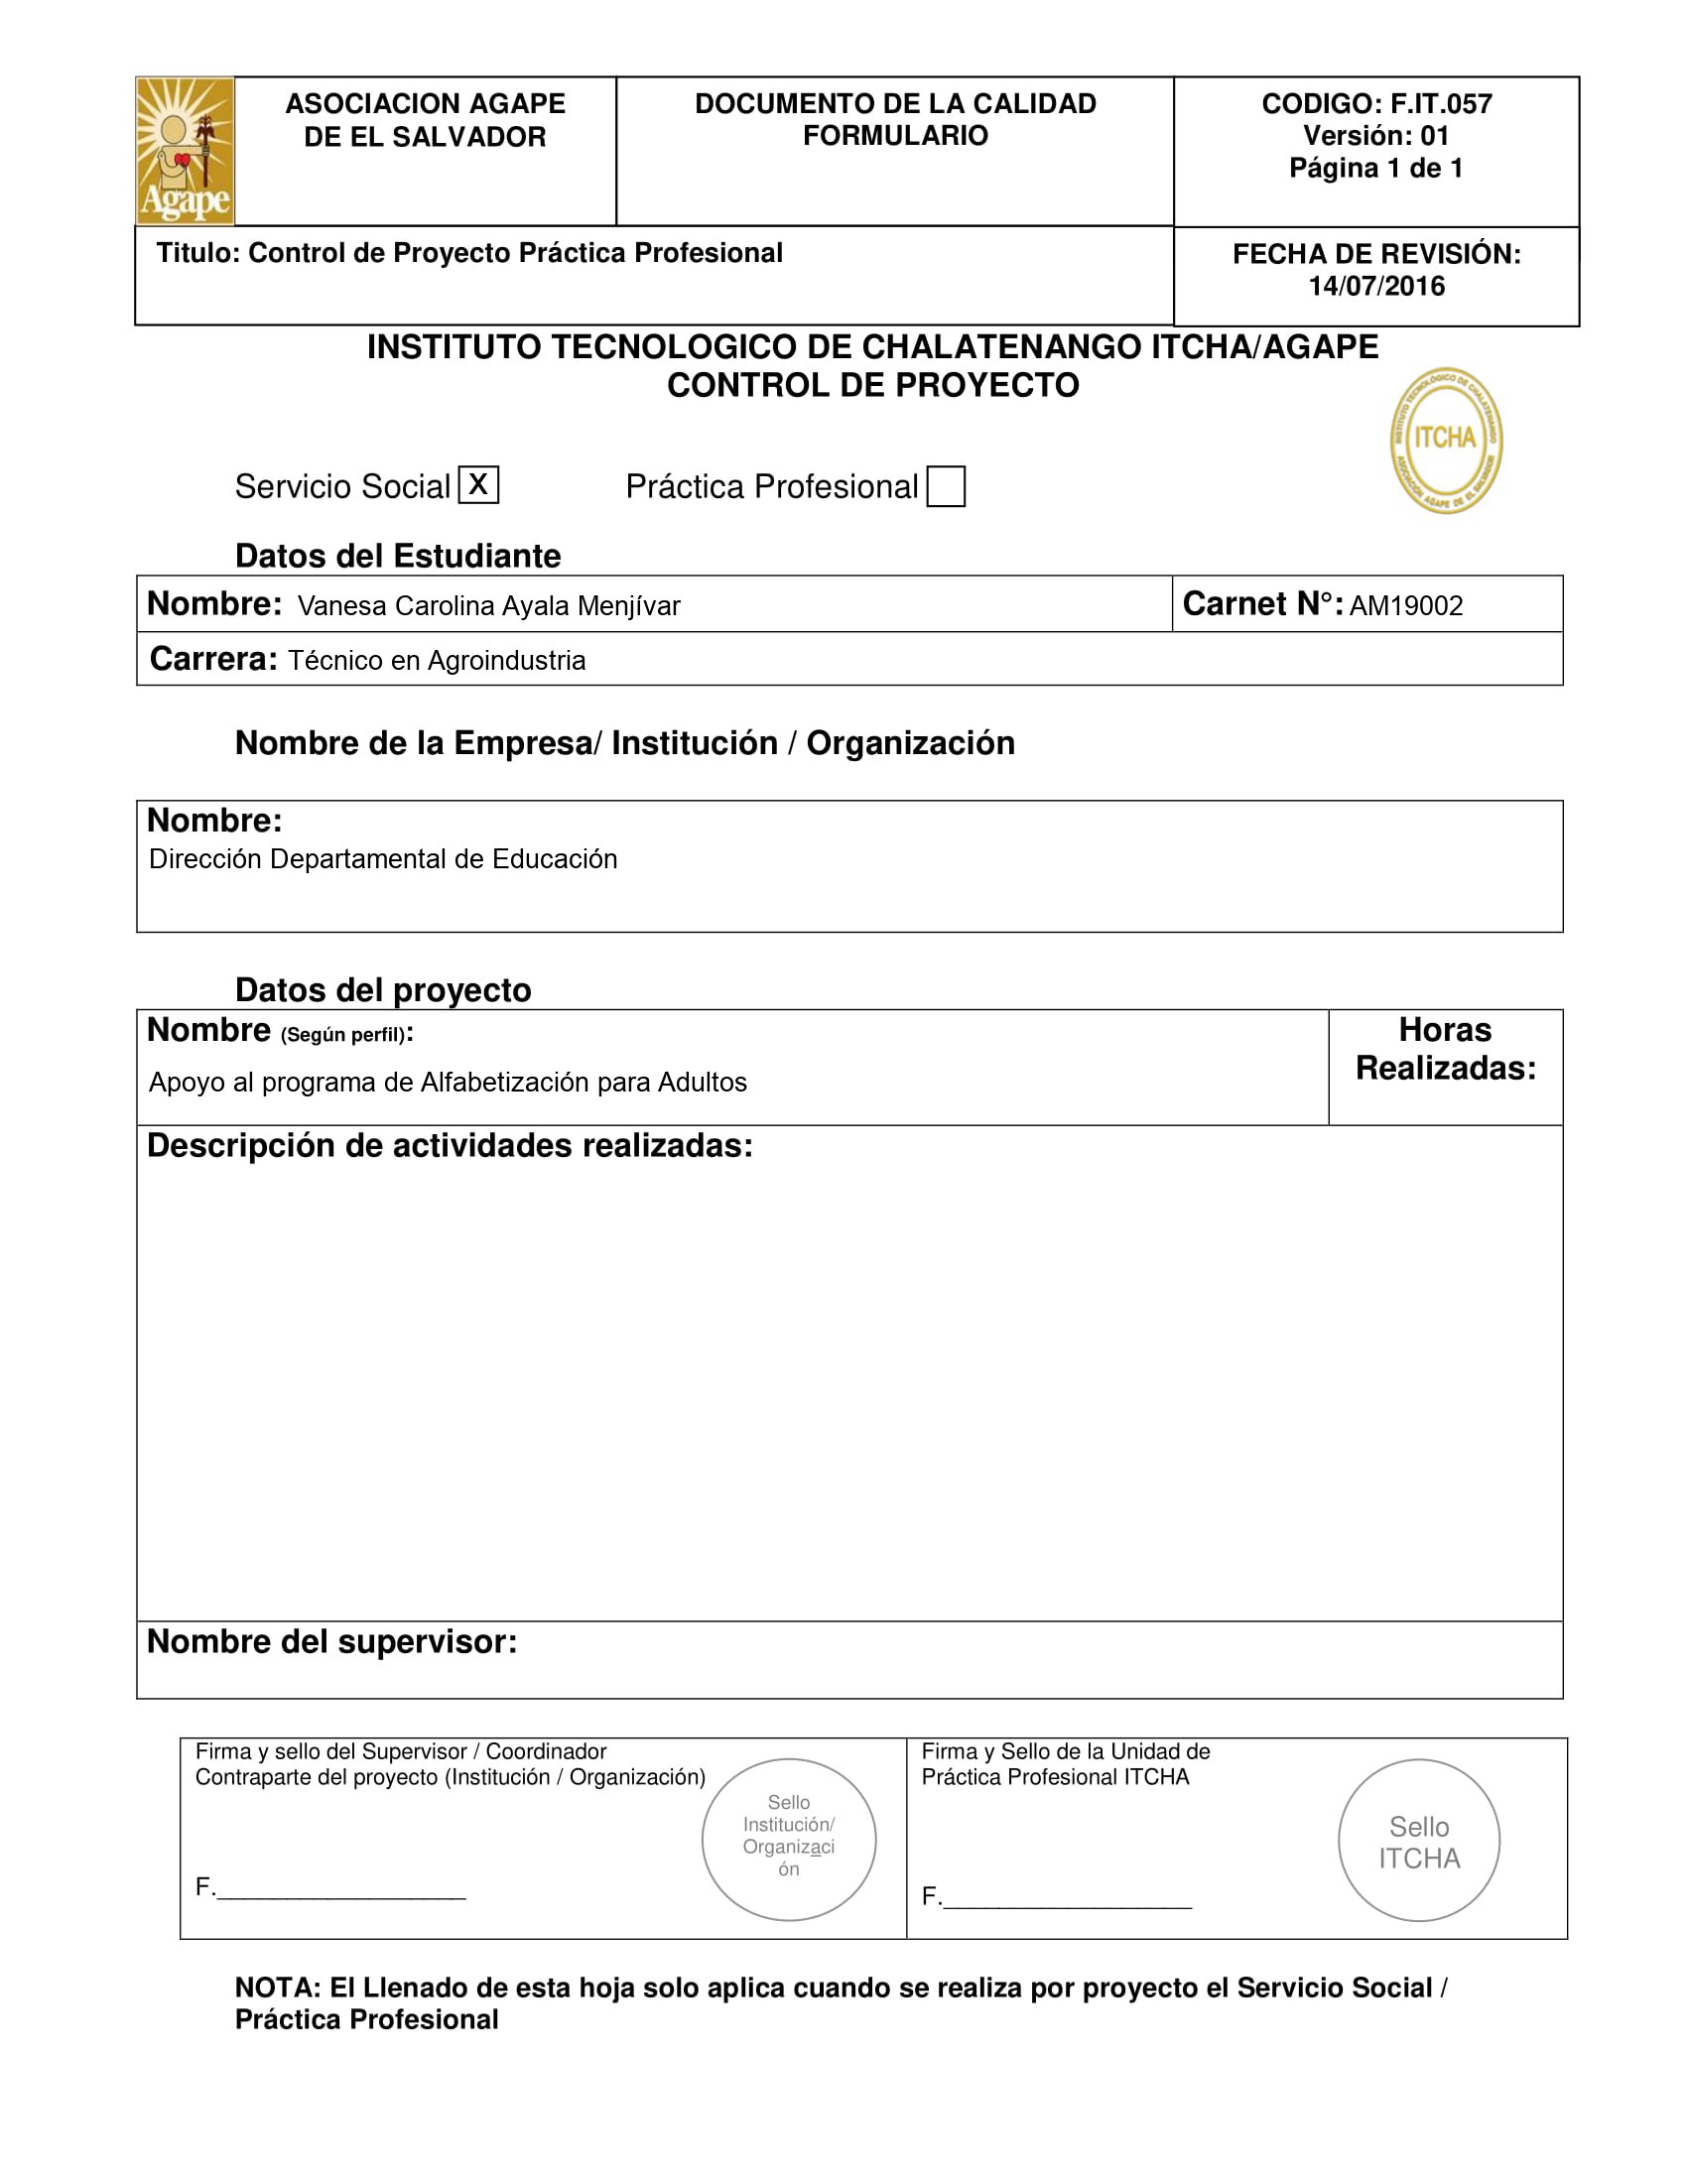 Agape
ASOCIACION AGAPE
DE EL SALVADOR
DOCUMENTO DE LA CALIDAD
FORMULARIO
CODIGO: F.IT.057
Versión: 01
Página 1 de 1
Titulo: Control de Proyecto Práctica Profesional
FECHA DE REVISIÓN:
14/07/2016
INSTITUTO TECNOLOGICO DE CHALATENANGO ITCHA/AGAPE
CONTROL DE PROYECTO
INSTITUTO TECNOLÓGICO DE CHALATENANGO
ITCHA
ASOCIACIÓN AGAPE DE EL SALVADOR
Servicio Social X Práctica Profesional
Datos del Estudiante
Nombre: Vanesa Carolina Ayala Menjívar Carnet N°: AM19002
Carrera: Técnico en Agroindustria
Nombre de la Empresa/ Institución / Organización
Nombre:
Dirección Departamental de Educación
Datos del proyecto
Nombre (Según perfil):
Apoyo al programa de Alfabetización para Adultos
Horas
Realizadas:
Descripción de actividades realizadas:
Nombre del supervisor:
Firma y sello del Supervisor / Coordinador
Contraparte del proyecto (Institución / Organización)
Sello
Institución/
Organizaci
ón
F.__________________
Firma y Sello de la Unidad de
Práctica Profesional ITCHA
Sello
ITCHA
F.__________________
NOTA: El Llenado de esta hoja solo aplica cuando se realiza por proyecto el Servicio Social /
Práctica Profesional